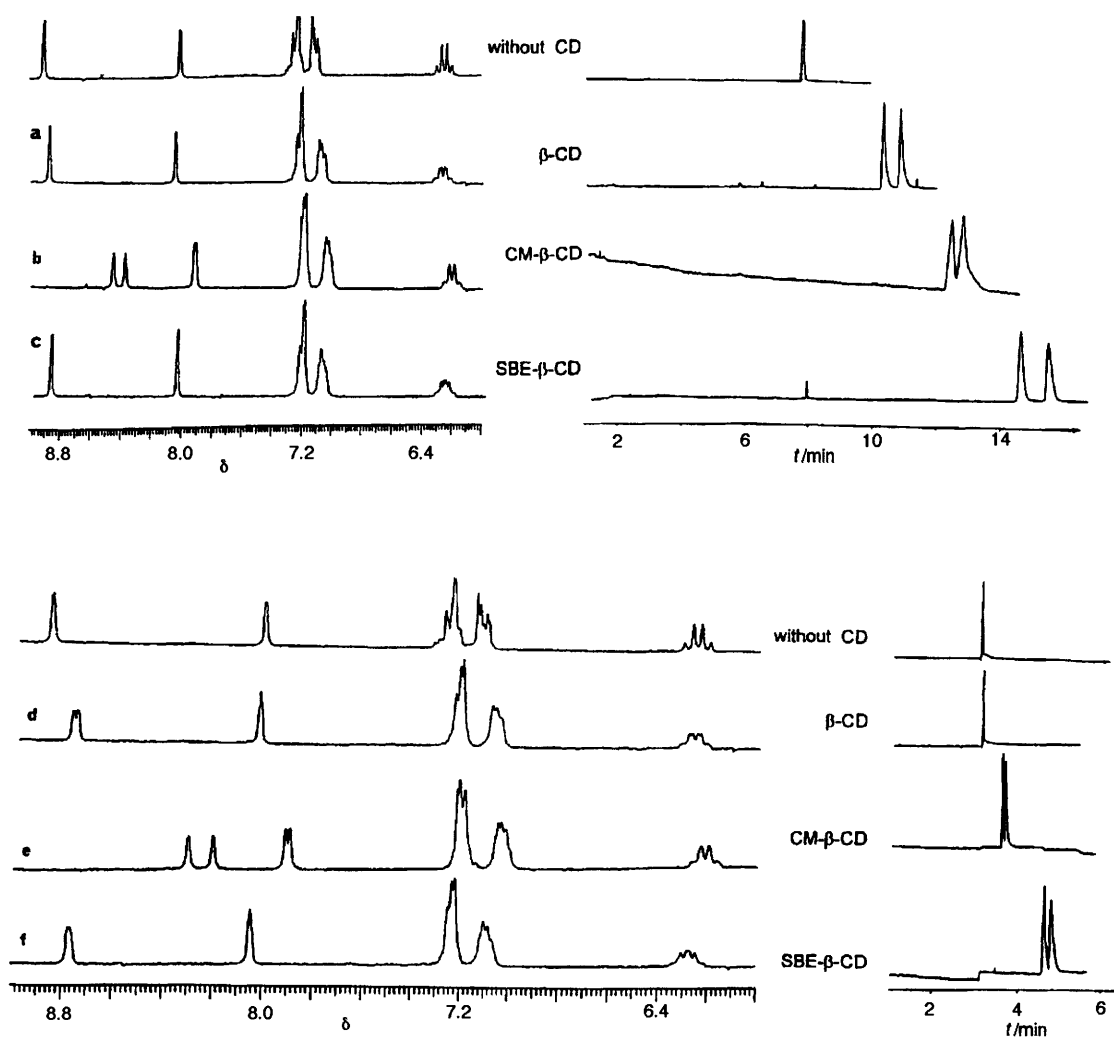 without CD
a
β-CD
b
CM-β-CD
c
SBE-β-CD
8.8 8.0 7.2 6.4
δ
2 6 10 14
t/min
without CD
d
β-CD
e
CM-β-CD
f
SBE-β-CD
8.8 8.0 7.2 6.4
δ
2 4 6
t/min